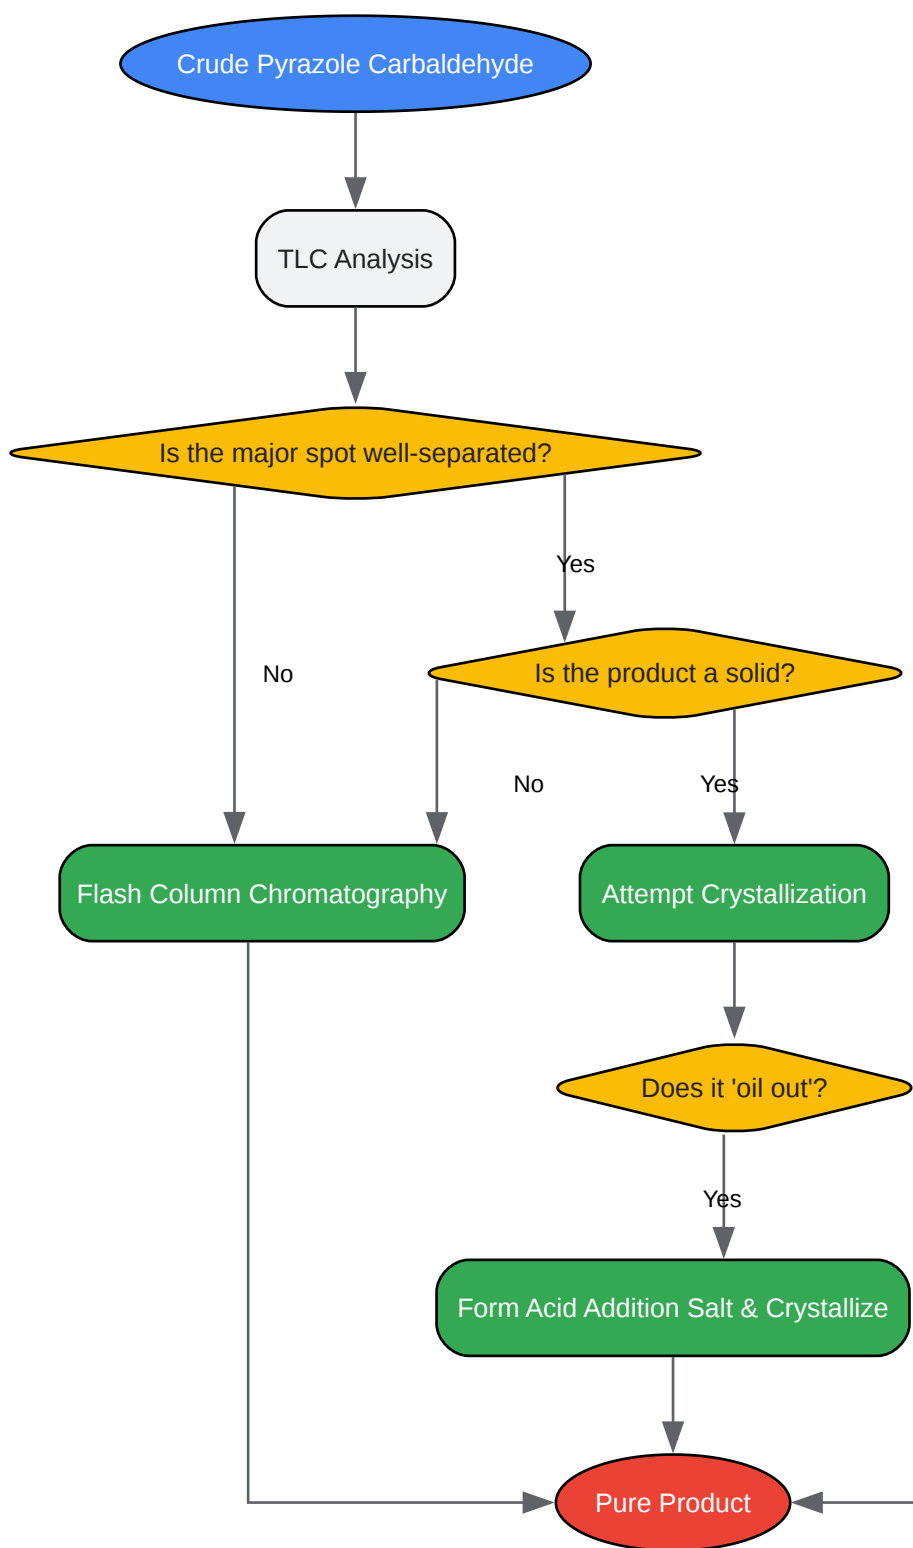 Crude Pyrazole Carbaldehyde
TLC Analysis
Is the major spot well-separated?
Yes
No
Is the product a solid?
No
Yes
Flash Column Chromatography
Attempt Crystallization
Does it 'oil out'?
Yes
Form Acid Addition Salt & Crystallize
Pure Product